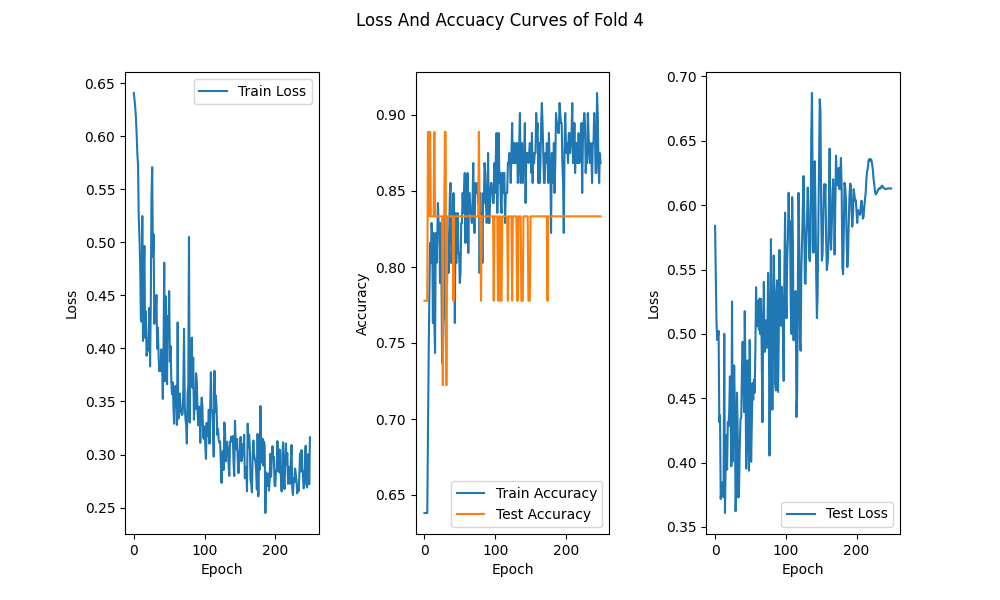 Loss And Accuacy Curves of Fold 4
Train Loss
0.65
0.60
0.55
0.50
0.45
0.40
0.35
0.30
0.25
Loss
0 100 200
Epoch
0.90
0.85
0.80
0.75
0.70
0.65
Accuracy
Train Accuracy
Test Accuracy
0 100 200
Epoch
0.70
0.65
0.60
0.55
0.50
0.45
0.40
0.35
Loss
Test Loss
0 100 200
Epoch